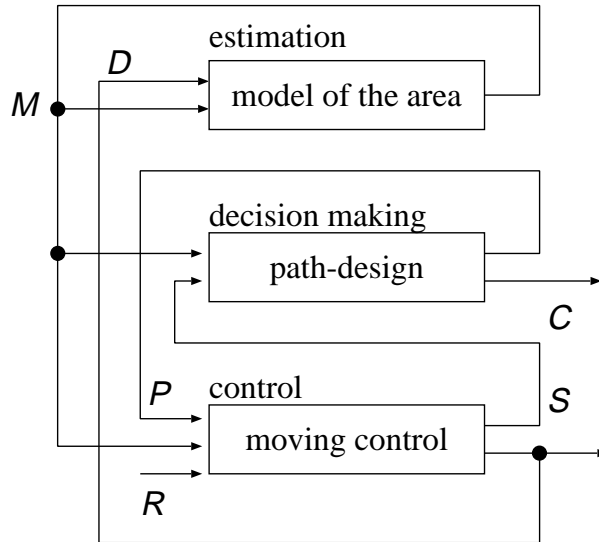 estimation
D
model of the area
M
decision making
path-design
C
P
control
S
moving control
R